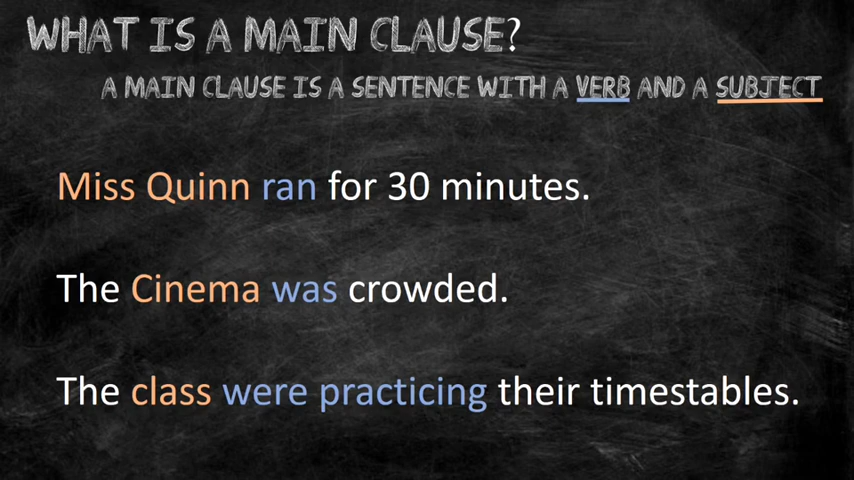 WHAT IS A MAIN CLAUSE?
A MAIN CLAUSE IS A SENTENCE WITH A VERB AND A SUBJECT
Miss Quinn ran for 30 minutes.
The Cinema was crowded.
The class were practicing their timestables.